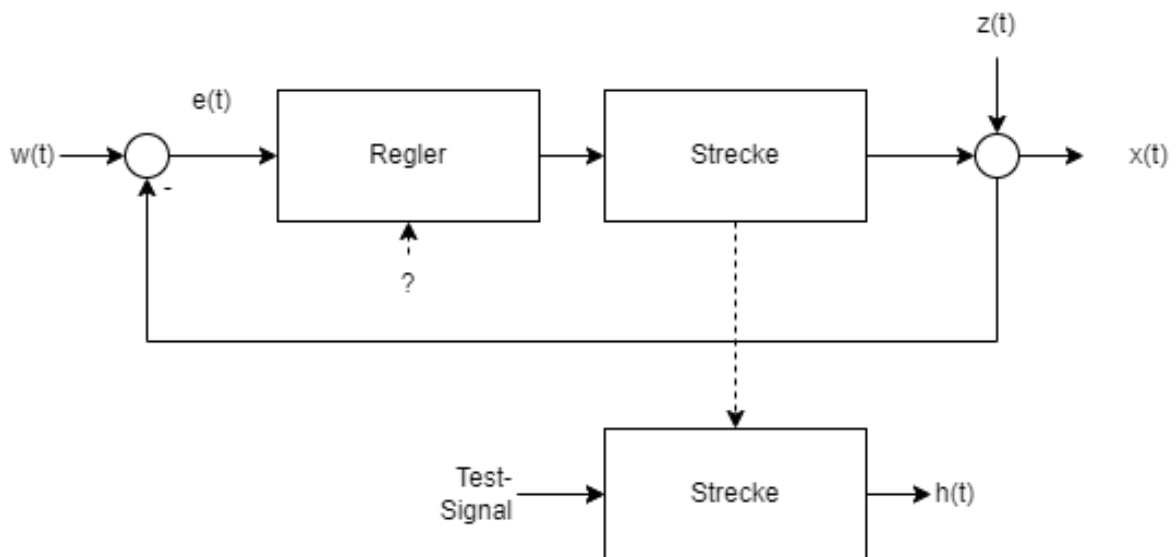 z(t)
e(t)
w(t)
Regler
Strecke
x(t)
-
?
Test-
Signal
Strecke
h(t)